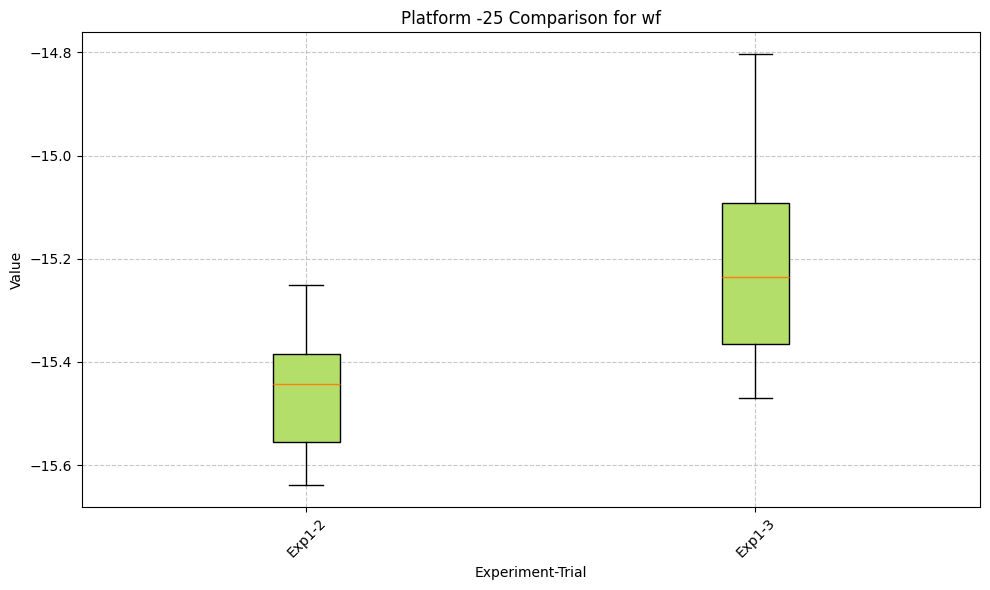 Platform -25 Comparison for wf
−14.8
−15.0
−15.2
−15.4
−15.6
Value
Exp1-2
Exp1-3
Experiment-Trial